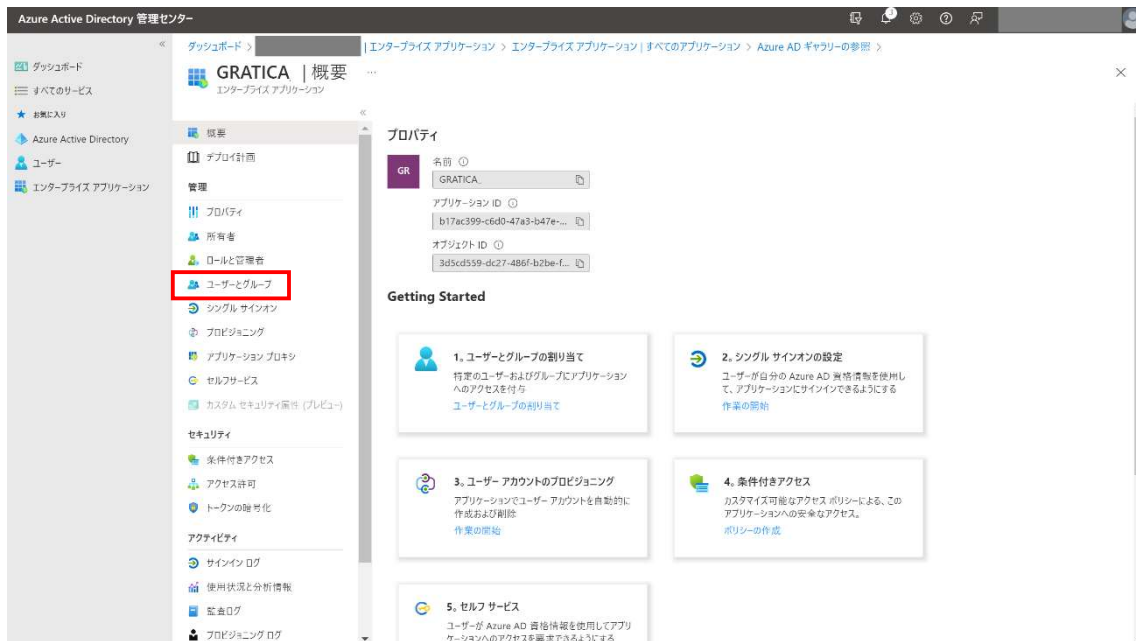 Azure Active Directory 管理センター
3
ダッシュボード > | エンタープライズ アプリケーション > エンタープライズ アプリケーション | すべてのアプリケーション > Azure AD ギャラリーの参照 >
ダッシュボード
すべてのサービス
お気に入り
Azure Active Directory
ユーザー
エンタープライズ アプリケーション
GRATICA_ | 概要 ...
エンタープライズ アプリケーション
概要
デプロイ計画
管理
プロパティ
所有者
ロールと管理者
ユーザーとグループ
シングル サインオン
プロビジョニング
アプリケーション プロキシ
セルフサービス
カスタム セキュリティ属性 (プレビュー)
セキュリティ
条件付きアクセス
アクセス許可
トークンの暗号化
アクティビティ
サインイン ログ
使用状況と分析情報
監査ログ
プロビジョニング ログ
プロパティ
GR
名前
GRATICA_
アプリケーション ID
b17ac399-c6d0-47a3-b47e-...
オブジェクト ID
3d5cd559-dc27-486f-b2be-f...
Getting Started
1。ユーザーとグループの割り当て
特定のユーザーおよびグループにアプリケーション
へのアクセスを付与
ユーザーとグループの割り当て
2。シングル サインオンの設定
ユーザーが自分の Azure AD 資格情報を使用し
て、アプリケーションにサインインできるようにする
作業の開始
3。ユーザー アカウントのプロビジョニング
アプリケーションでユーザー アカウントを自動的に
作成および削除
作業の開始
4。条件付きアクセス
カスタマイズ可能なアクセス ポリシーによる、この
アプリケーションへの安全なアクセス。
ポリシーの作成
5。セルフ サービス
ユーザーが Azure AD 資格情報を使用してアプリ
ケーションへのアクセスを要求できるようにする